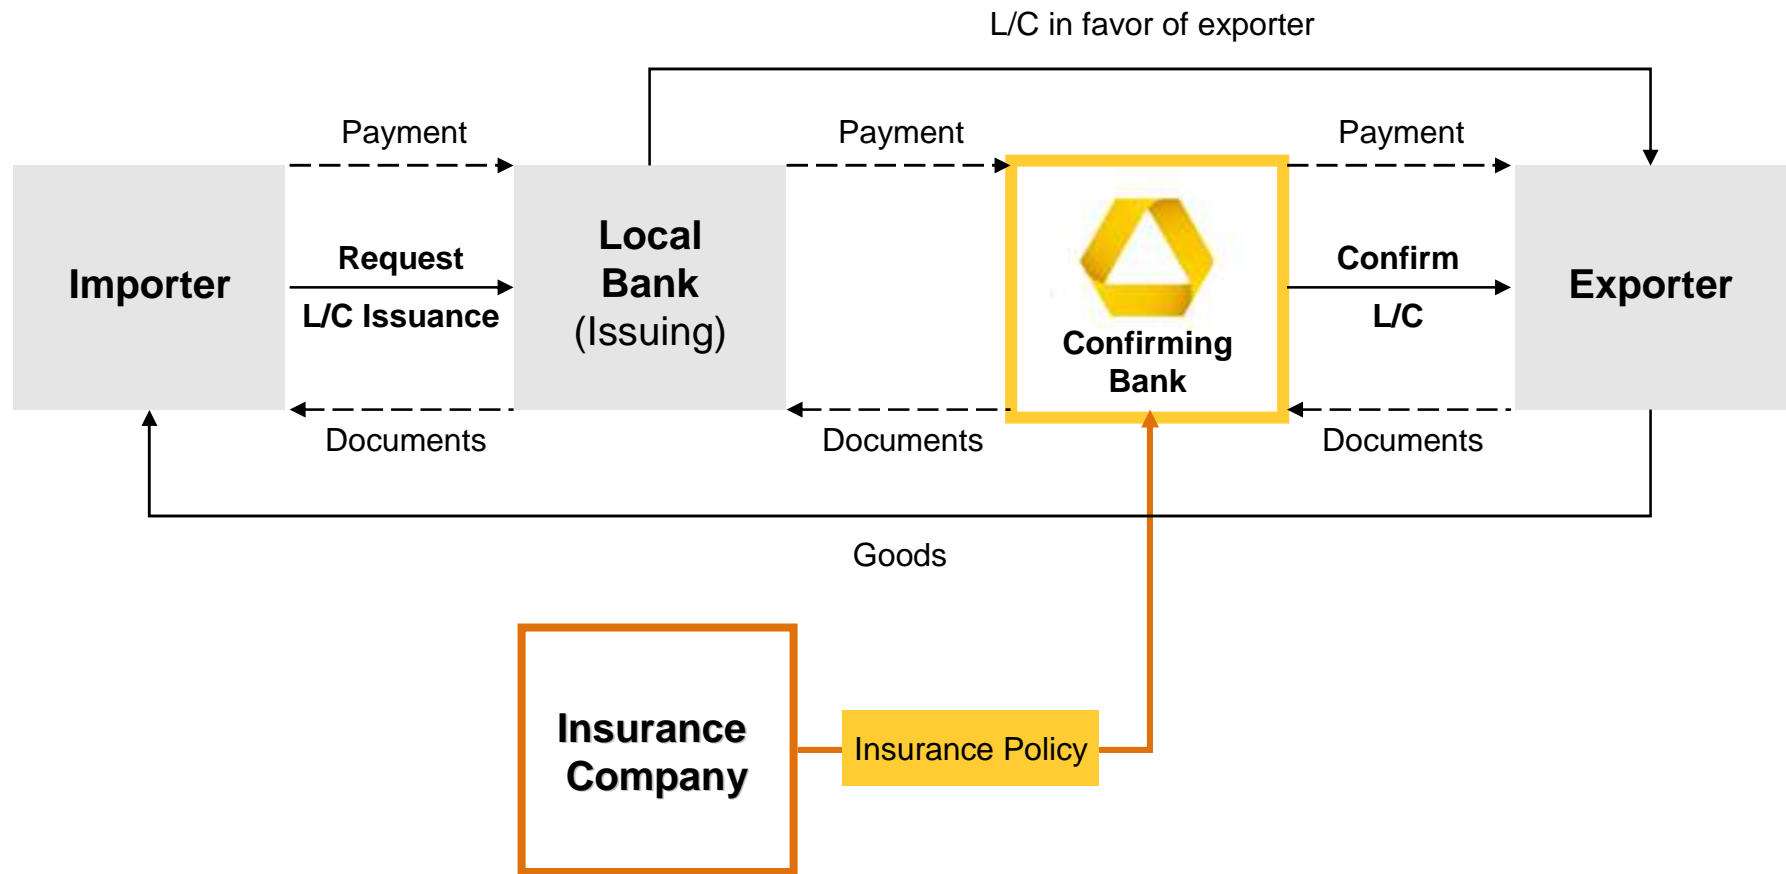 L/C in favor of exporter
Payment
Payment
Payment
Importer
Request
L/C Issuance
Local
Bank
(Issuing)
Confirming
Bank
Confirm
L/C
Exporter
Documents
Documents
Documents
Goods
Insurance
Company
Insurance Policy